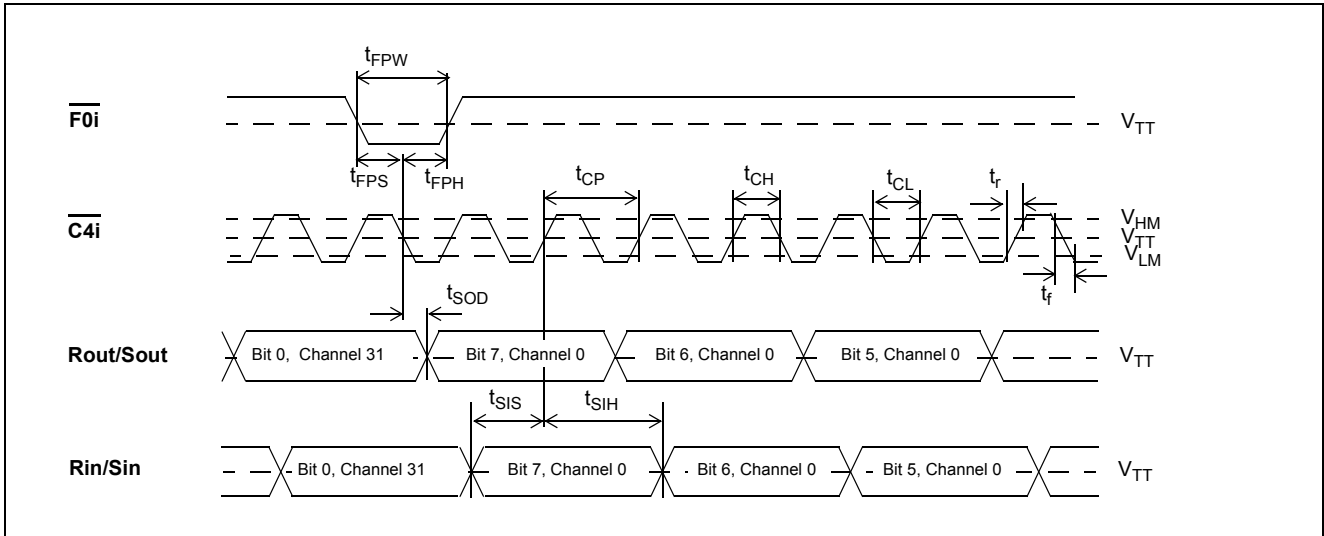 tFPW
F0i
VTT
tFPS tFPH tCP tCH tCL tr
C4i
VHM
VTT
VLM
tf
tSOD
Rout/Sout Bit 0, Channel 31 Bit 7, Channel 0 Bit 6, Channel 0 Bit 5, Channel 0 VTT
tSIS tSIH
Rin/Sin Bit 0, Channel 31 Bit 7, Channel 0 Bit 6, Channel 0 Bit 5, Channel 0 VTT